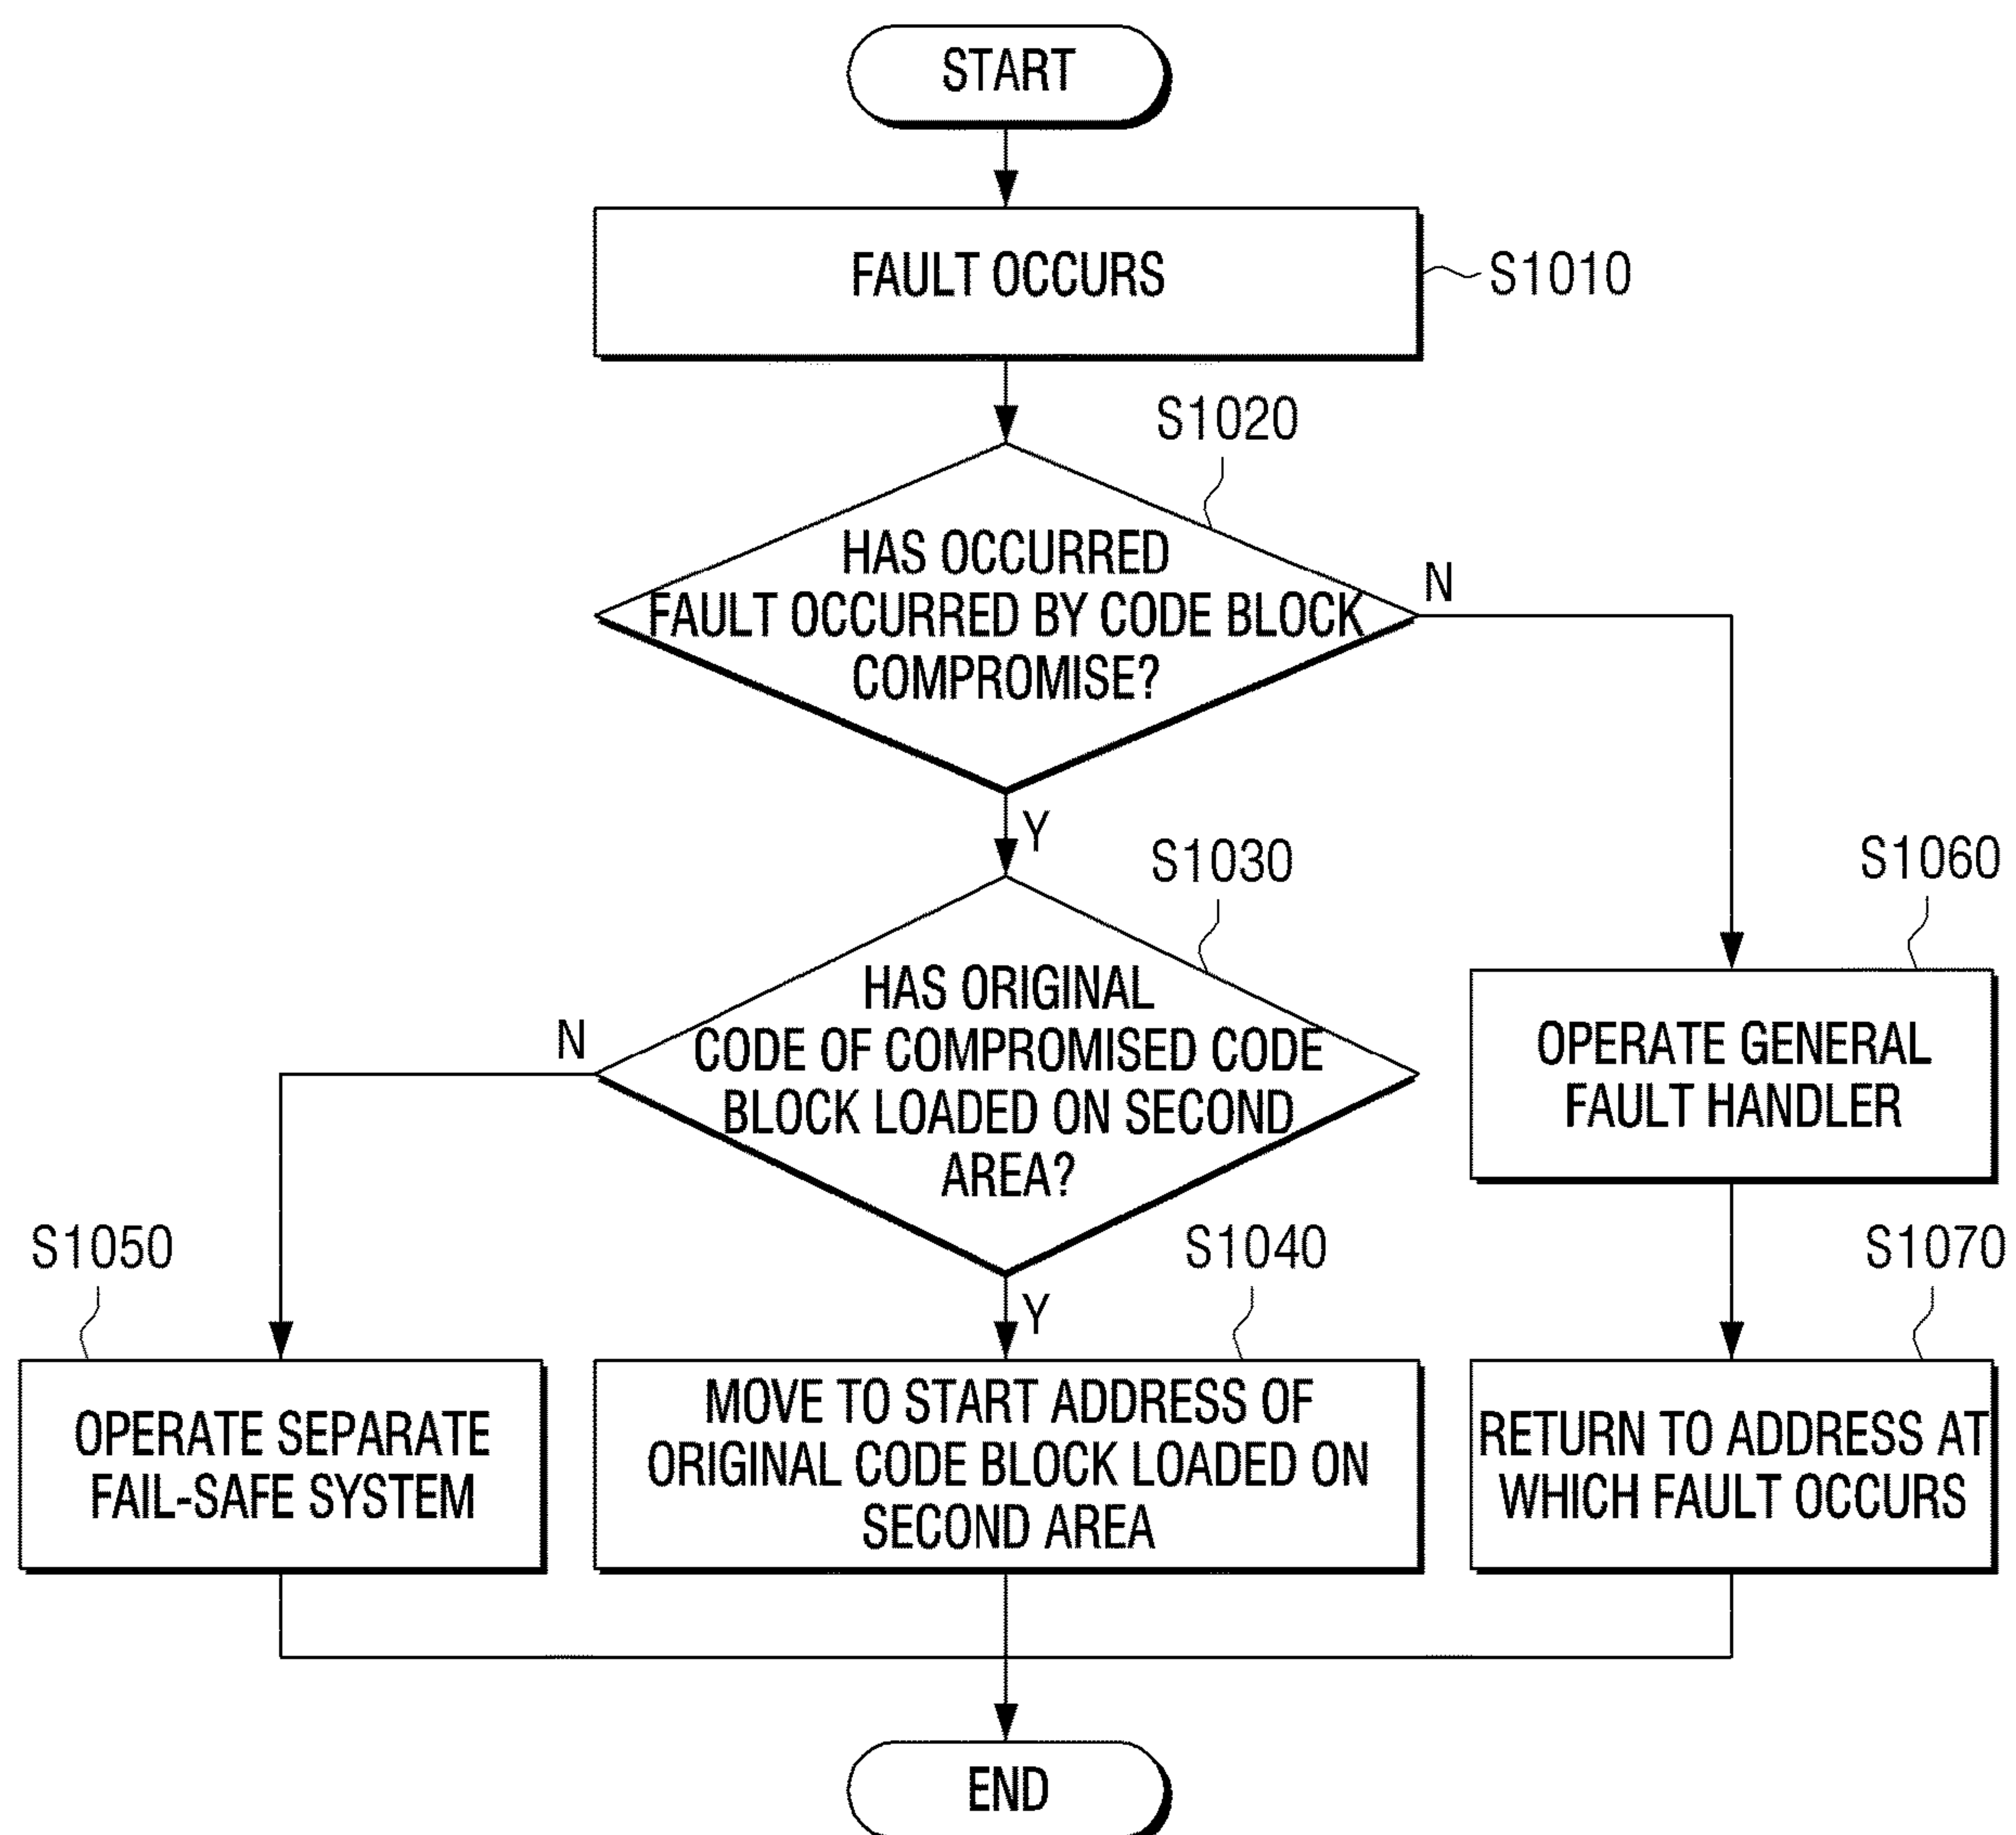 START
FAULT OCCURS
S1010
S1020
HAS OCCURRED
FAULT OCCURRED BY CODE BLOCK
COMPROMISE?
N
Y
S1030
HAS ORIGINAL
CODE OF COMPROMISED CODE
BLOCK LOADED ON SECOND
AREA?
N
Y
S1060
OPERATE GENERAL
FAULT HANDLER
S1050
OPERATE SEPARATE
FAIL-SAFE SYSTEM
S1040
MOVE TO START ADDRESS OF
ORIGINAL CODE BLOCK LOADED ON
SECOND AREA
S1070
RETURN TO ADDRESS AT
WHICH FAULT OCCURS
END